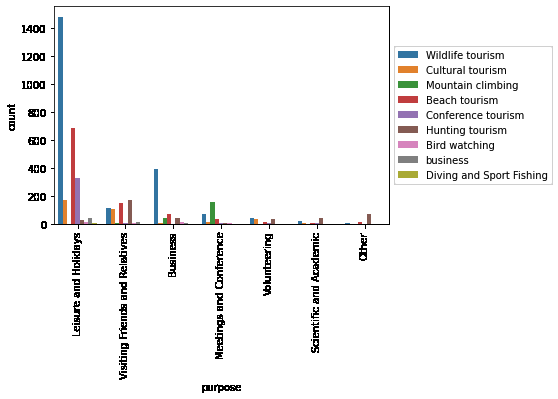 1400
1200
1000
800
600
400
200
0
count
Leisure and Holidays
Visiting Friends and Relatives
Business
Meetings and Conference
Volunteering
Scientific and Academic
Other
purpose
Wildlife tourism
Cultural tourism
Mountain climbing
Beach tourism
Conference tourism
Hunting tourism
Bird watching
business
Diving and Sport Fishing